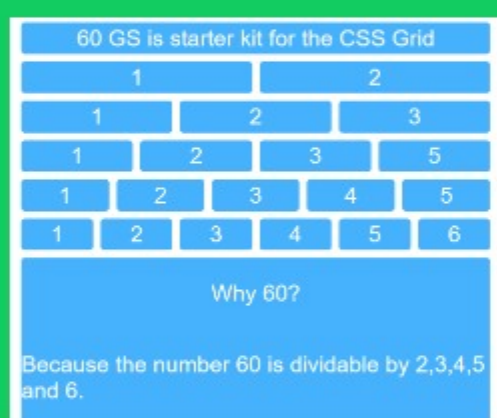 60 GS is starter kit for the CSS Grid
1 2
1 2 3
1 2 3 5
1 2 3 4 5
1 2 3 4 5 6
Why 60?
Because the number 60 is dividable by 2,3,4,5
and 6.